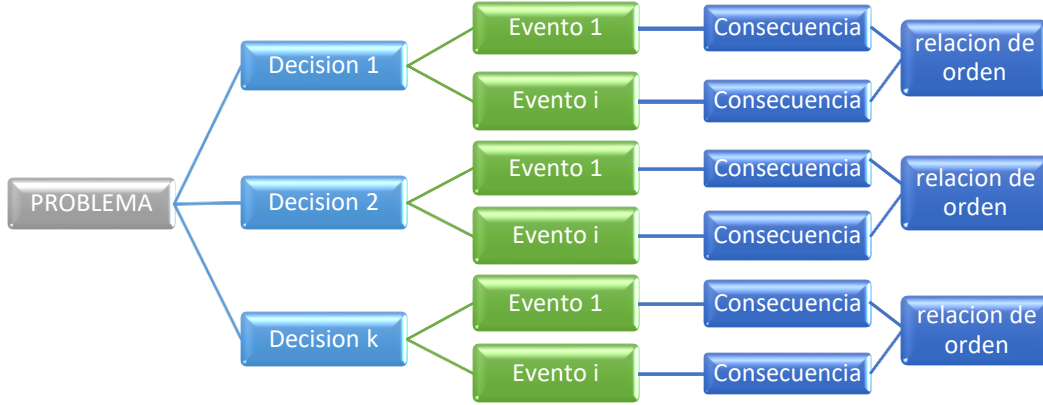 PROBLEMA
Decision 1
Evento 1
Consecuencia
Evento i
Consecuencia
relacion de
orden
Decision 2
Evento 1
Consecuencia
Evento i
Consecuencia
relacion de
orden
Decision k
Evento 1
Consecuencia
Evento i
Consecuencia
relacion de
orden